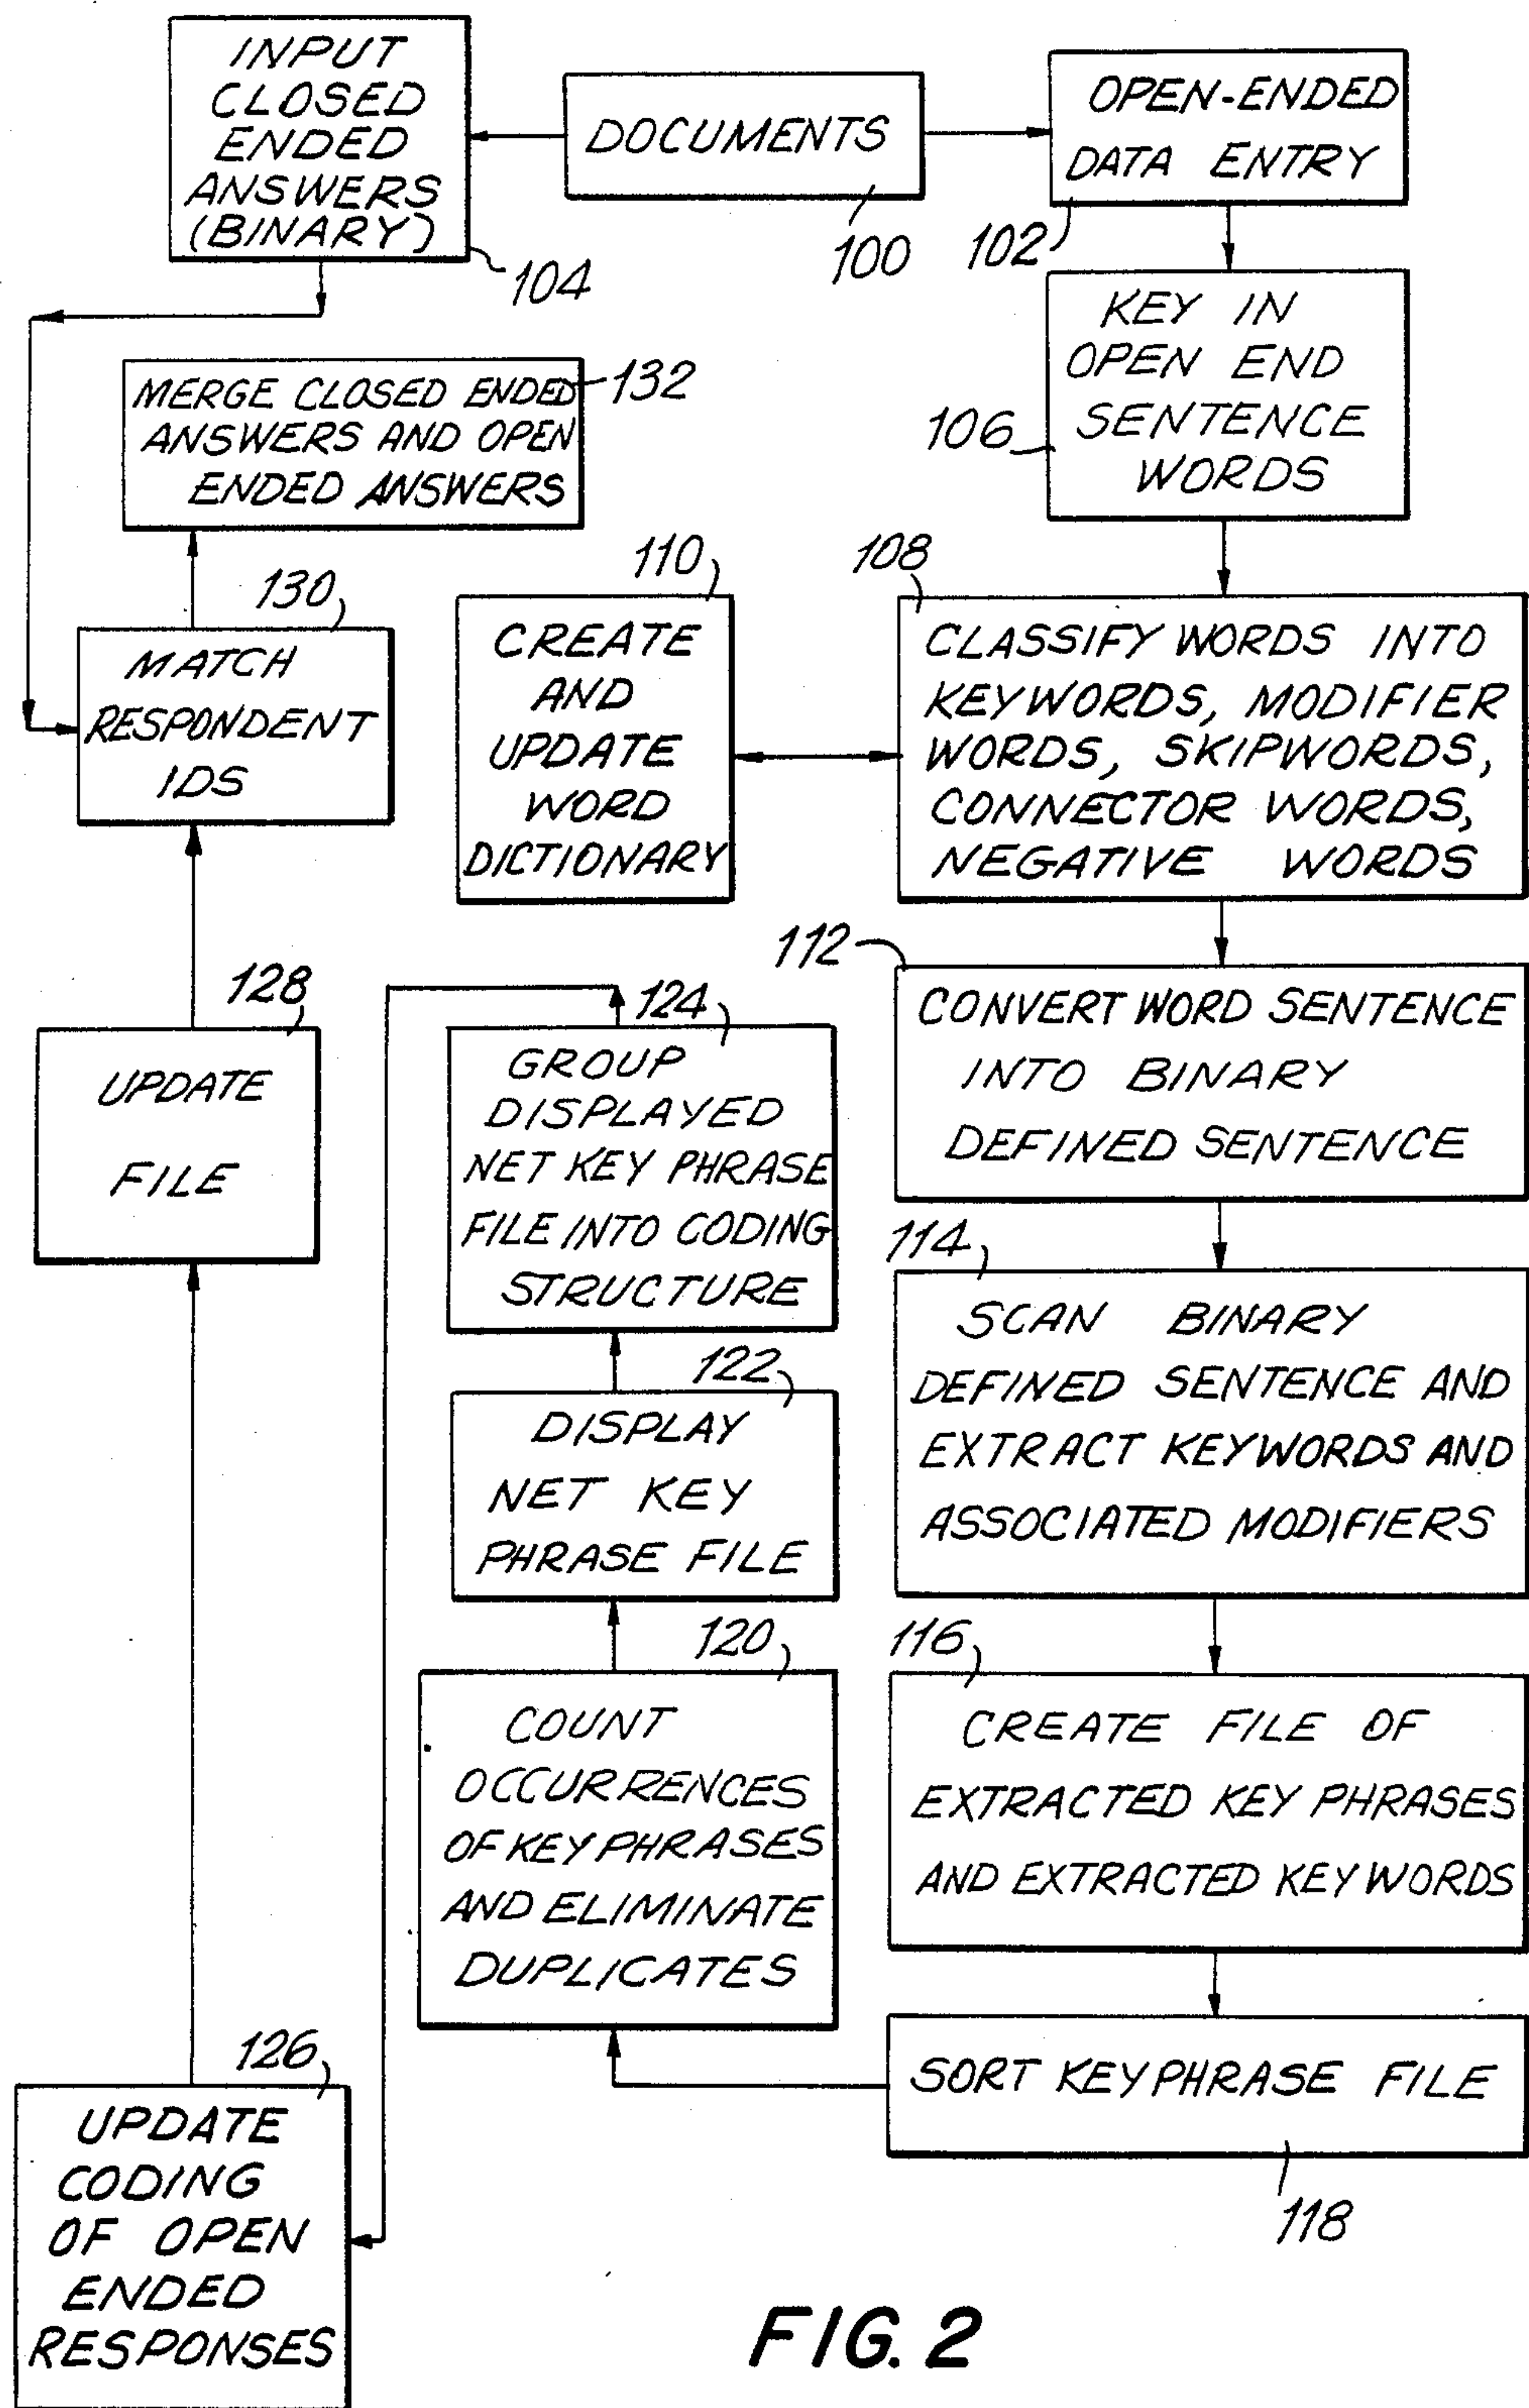 INPUT
CLOSED
ENDED
ANSWERS
(BINARY)
104
DOCUMENTS
100
OPEN-ENDED
DATA ENTRY
102
KEY IN
OPEN END
SENTENCE
WORDS
106
MERGE CLOSED ENDED
ANSWERS AND OPEN
ENDED ANSWERS
132
130
MATCH
RESPONDENT
IDS
110
CREATE
AND
UPDATE
WORD
DICTIONARY
108
CLASSIFY WORDS INTO
KEYWORDS, MODIFIER
WORDS, SKIPWORDS,
CONNECTOR WORDS,
NEGATIVE WORDS
112
CONVERT WORD SENTENCE
INTO BINARY
DEFINED SENTENCE
128
UPDATE
FILE
124
GROUP
DISPLAYED
NET KEY PHRASE
FILE INTO CODING
STRUCTURE
114
SCAN BINARY
DEFINED SENTENCE AND
EXTRACT KEYWORDS AND
ASSOCIATED MODIFIERS
122
DISPLAY
NET KEY
PHRASE FILE
116
CREATE FILE OF
EXTRACTED KEY PHRASES
AND EXTRACTED KEYWORDS
120
COUNT
OCCURRENCES
OF KEY PHRASES
AND ELIMINATE
DUPLICATES
SORT KEYPHRASE FILE
118
126
UPDATE
CODING
OF OPEN
ENDED
RESPONSES
FIG. 2